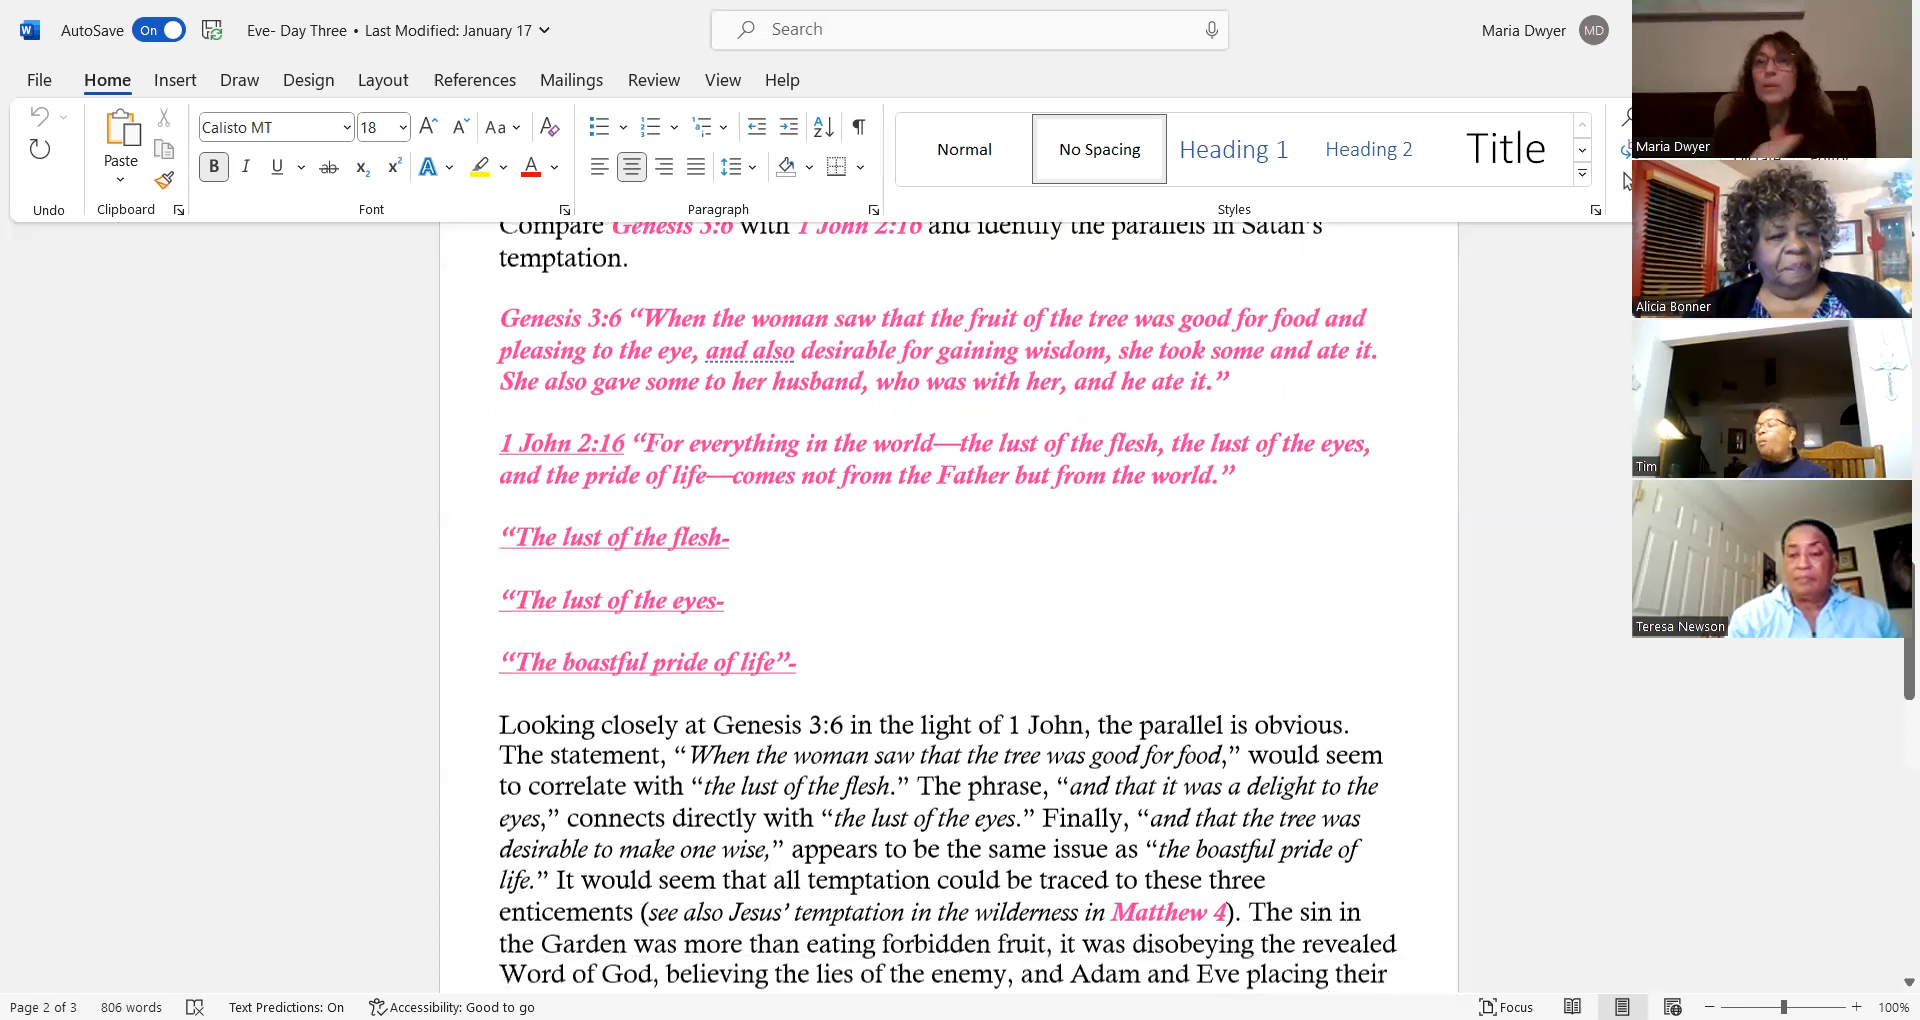 AutoSave On Eve- Day Three • Last Modified: January 17 Search Maria Dwyer MD
File Home Insert Draw Design Layout References Mailings Review View Help
Calisto MT 18 Aa
Paste
B I U ab x₂ x² A A
Normal No Spacing Heading 1 Heading 2 Title
Undo Clipboard Font Paragraph Styles
Compare Genesis 3:6 with 1 John 2:16 and identify the parallels in Satan's
temptation.
Genesis 3:6 “When the woman saw that the fruit of the tree was good for food and
pleasing to the eye, and also desirable for gaining wisdom, she took some and ate it.
She also gave some to her husband, who was with her, and he ate it.”
1 John 2:16 “For everything in the world—the lust of the flesh, the lust of the eyes,
and the pride of life—comes not from the Father but from the world.”
“The lust of the flesh-
“The lust of the eyes-
“The boastful pride of life”-
Looking closely at Genesis 3:6 in the light of 1 John, the parallel is obvious.
The statement, “When the woman saw that the tree was good for food,” would seem
to correlate with “the lust of the flesh.” The phrase, “and that it was a delight to the
eyes,” connects directly with “the lust of the eyes.” Finally, “and that the tree was
desirable to make one wise,” appears to be the same issue as “the boastful pride of
life.” It would seem that all temptation could be traced to these three
enticements (see also Jesus’ temptation in the wilderness in Matthew 4). The sin in
the Garden was more than eating forbidden fruit, it was disobeying the revealed
Word of God, believing the lies of the enemy, and Adam and Eve placing their
Maria Dwyer
Alicia Bonner
Tim
Teresa Newson
Page 2 of 3 806 words Text Predictions: On Accessibility: Good to go Focus 100%